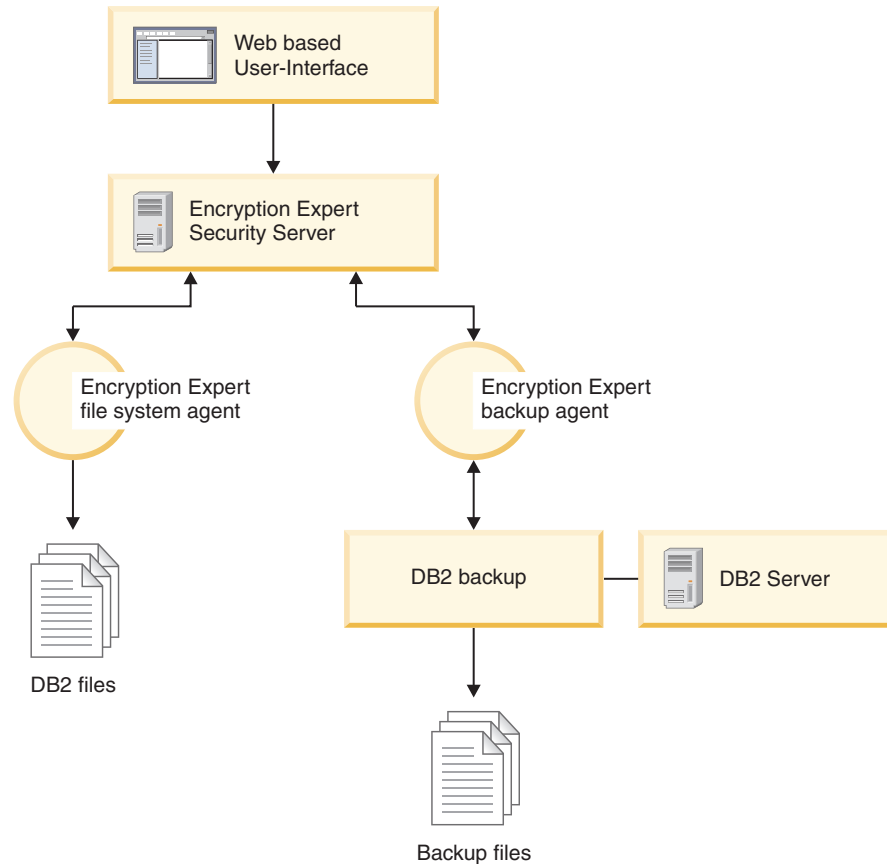 Web based
User-Interface
Encryption Expert
Security Server
Encryption Expert
file system agent
Encryption Expert
backup agent
DB2 backup
DB2 Server
DB2 files
Backup files